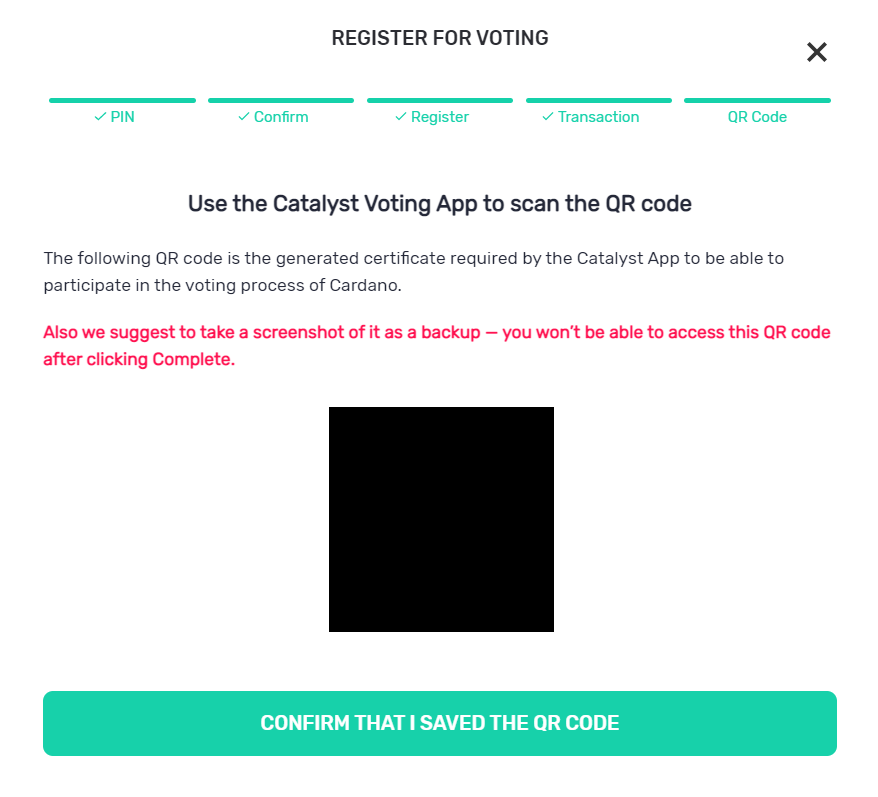 REGISTER FOR VOTING
PIN
Confirm
Register
Transaction
QR Code
Use the Catalyst Voting App to scan the QR code
The following QR code is the generated certificate required by the Catalyst App to be able to
participate in the voting process of Cardano.
Also we suggest to take a screenshot of it as a backup — you won't be able to access this QR code
after clicking Complete.
CONFIRM THAT I SAVED THE QR CODE